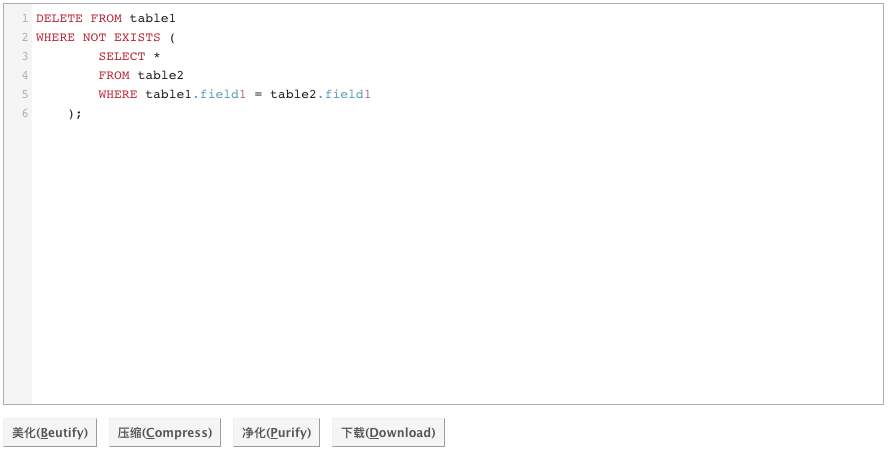 1 DELETE FROM table1
2 WHERE NOT EXISTS (
3 SELECT *
4 FROM table2
5 WHERE table1.field1 = table2.field1
6 );
美化(Beutify) 压缩(Compress) 净化(Purify) 下载(Download)